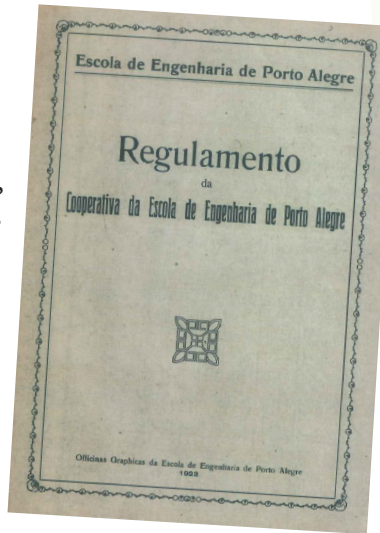 Escola de Engenharia de Porto Alegre
Regulamento
da
Cooperativa da Escola de Engenharia de Porto Alegre
Officinas Graphicas da Escola de Engenharia de Porto Alegre